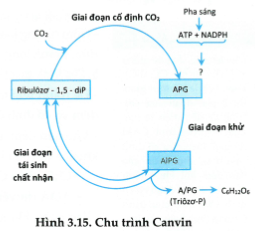 Giai đoạn cố định CO₂
Pha sáng
CO₂
ATP + NADPH
?
Ribulôzơ - 1,5 - diP
APG
Giai đoạn khử
Giai đoạn
tái sinh
chất nhận
AlPG
A/PG → C₆H₁₂O₆
(Triôzơ-P)
Hình 3.15. Chu trình Canvin